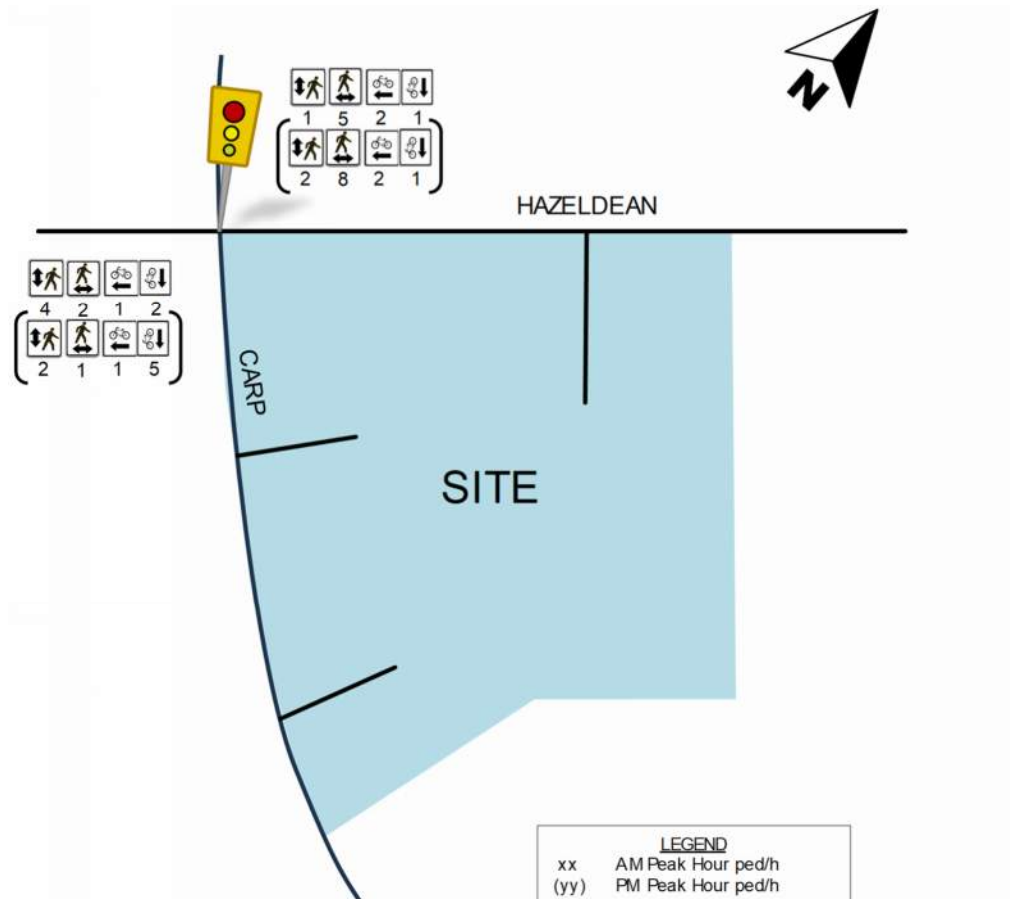 N
1 5 2 1
2 8 2 1
HAZELDEAN
4 2 1 2
2 1 1 5
CARP
SITE
LEGEND
xx AM Peak Hour ped/h
(yy) PM Peak Hour ped/h